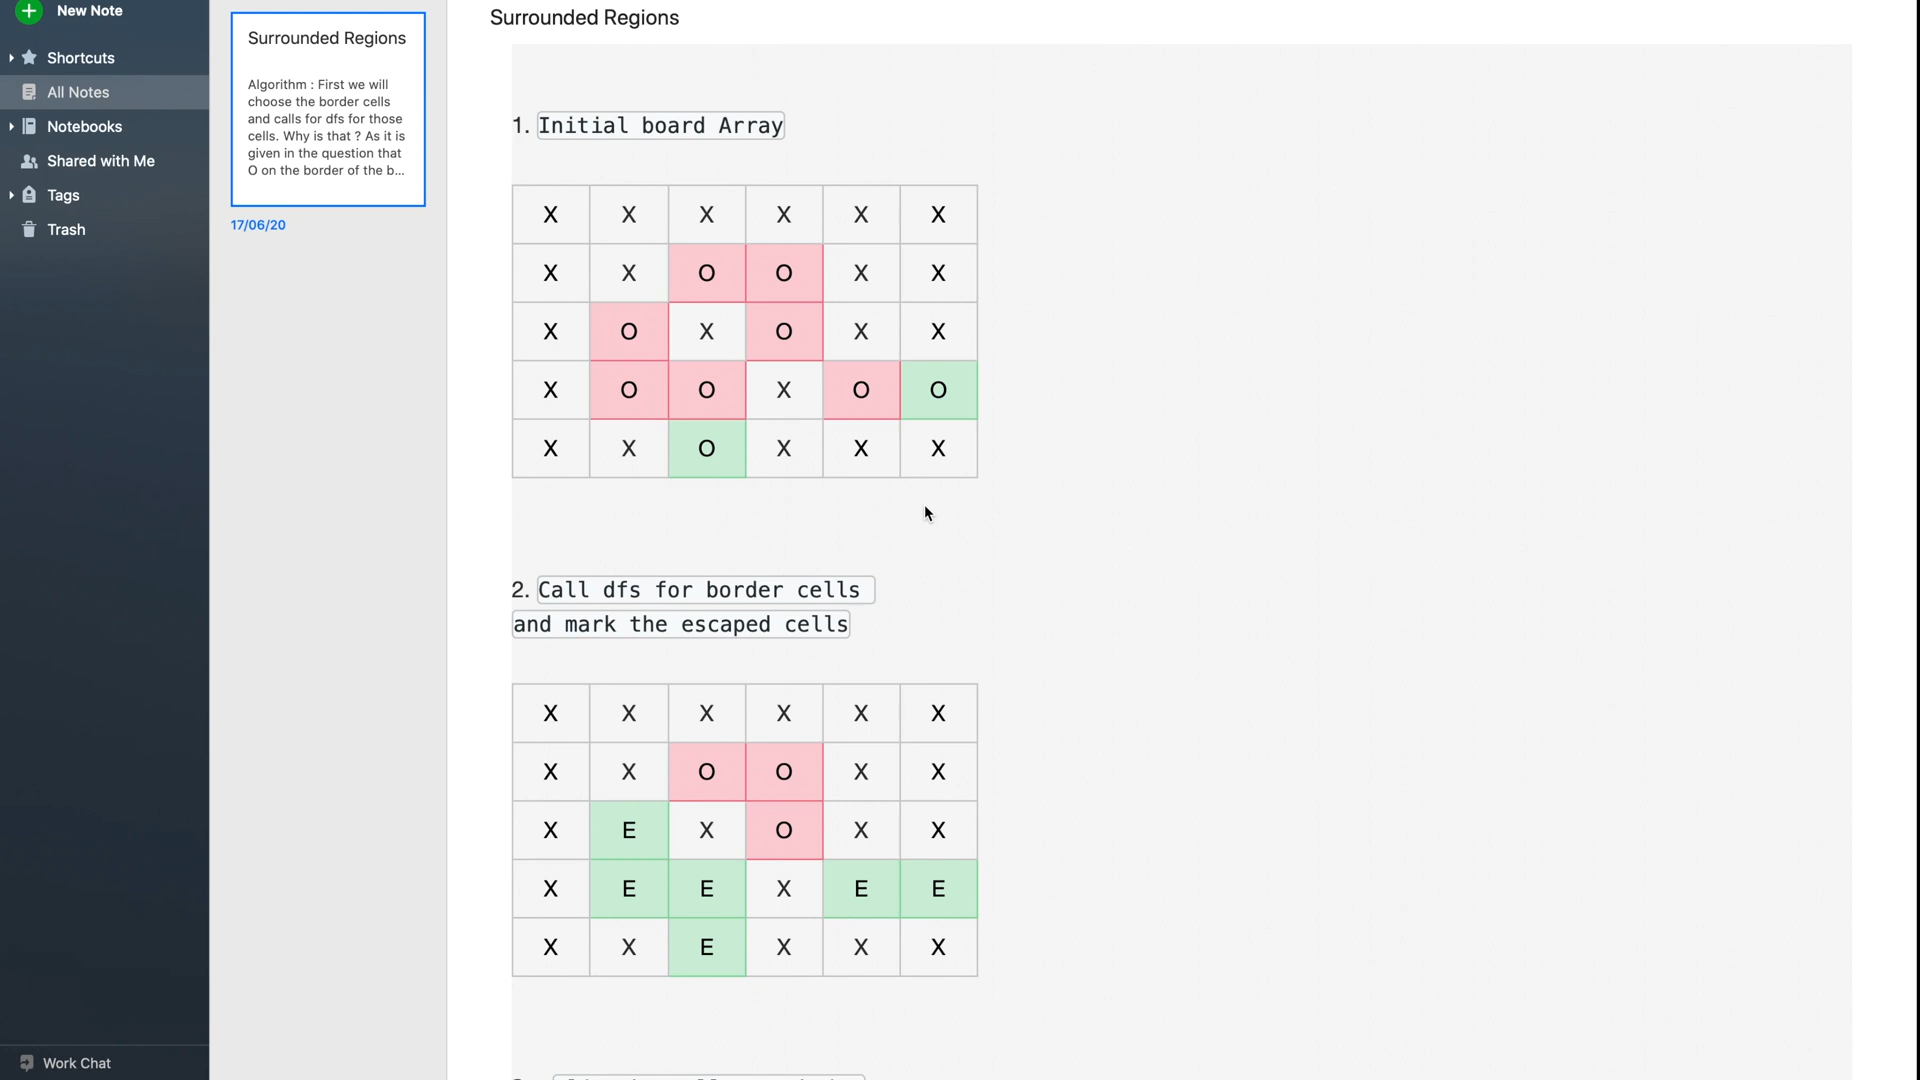 New Note
Shortcuts
All Notes
Notebooks
Shared with Me
Tags
Trash
Work Chat
Surrounded Regions
Algorithm : First we will
choose the border cells
and calls for dfs for those
cells. Why is that ? As it is
given in the question that
O on the border of the b...
17/06/20
Surrounded Regions
1. Initial board Array
X X X X X X
X X O O X X
X O X O X X
X O O X O O
X X O X X X
2. Call dfs for border cells
and mark the escaped cells
X X X X X X
X X O O X X
X E X O X X
X E E X E E
X X E X X X